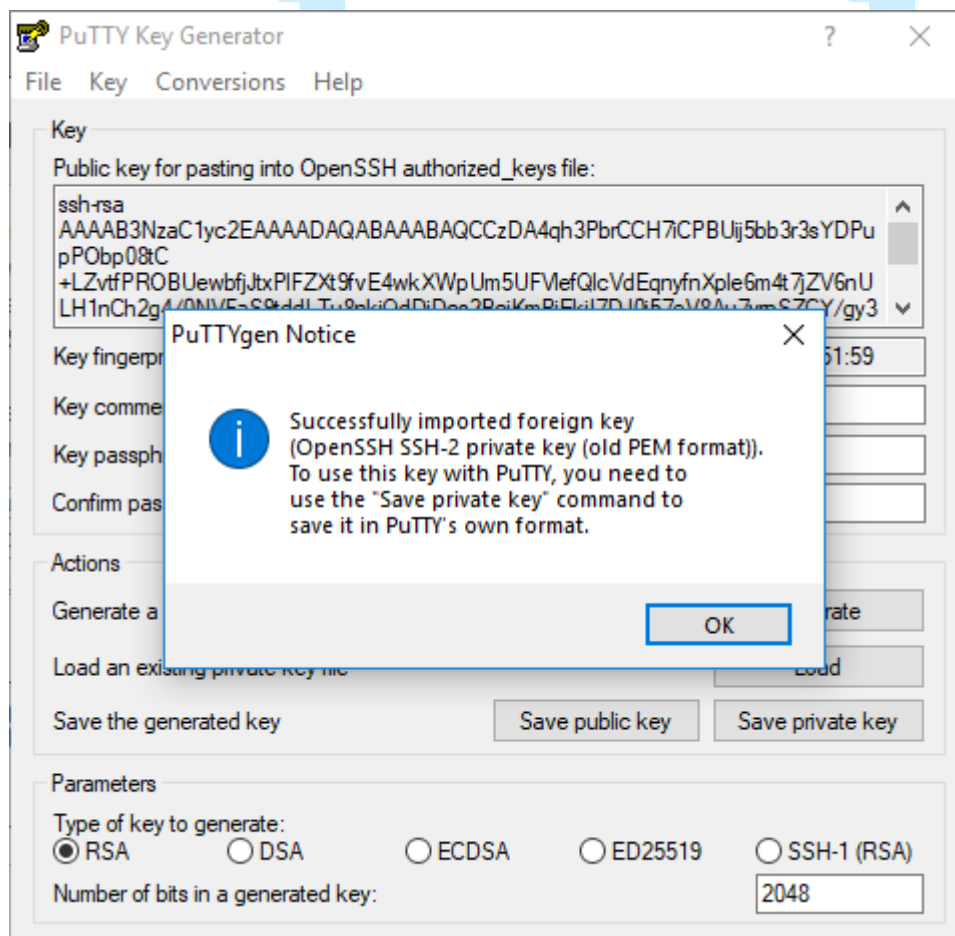 PuTTY Key Generator
? 
File Key Conversions Help
Key
Public key for pasting into OpenSSH authorized_keys file:
ssh-rsa
AAAAB3NzaC1yc2EAAAADAQABAAABAQCCzDA4qh3PbrCCH7iCPBUij5bb3r3sYDPu
pPObp08tC
+LZvtfPROBUewbfjJtxPlFZXt9fvE4wkXWpUm5UFVlefQlcVdEqnyfnXple6m4t7jZV6nU
PuTTYgen Notice
Key
51:59
Successfully imported foreign key
(OpenSSH SSH-2 private key (old PEM format)).
To use this key with PuTTY, you need to
use the "Save private key" command to
save it in PuTTY's own format.
Key
Key
Confirm
OK
Actions
Generate a
Load an existing private key file
Load
Save the generated key Save public key Save private key
Parameters
Type of key to generate:
RSA DSA ECDSA ED25519 SSH-1 (RSA)
Number of bits in a generated key: 2048